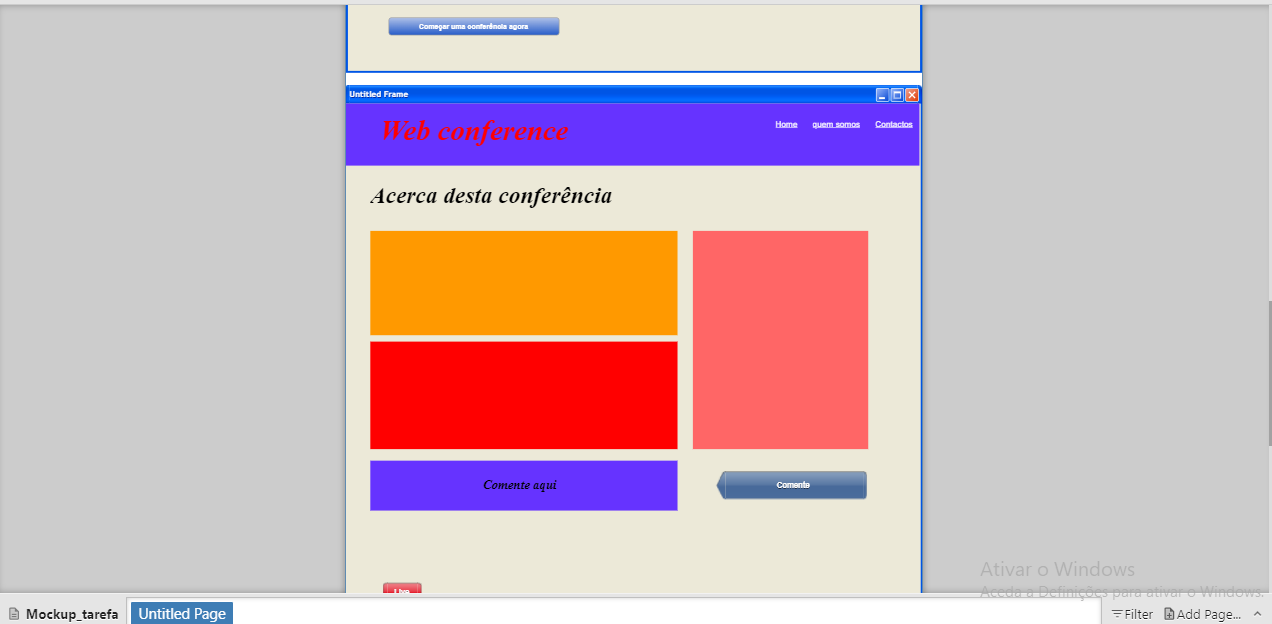 Começar uma conferência agora
Untitled Frame
Web conference
Home quem somos Contactos
Acerca desta conferência
Comente aqui
Comente
Live
Ativar o Windows
Aceda a Definições para ativar o Windows.
Mockup_tarefa Untitled Page Filter Add Page...